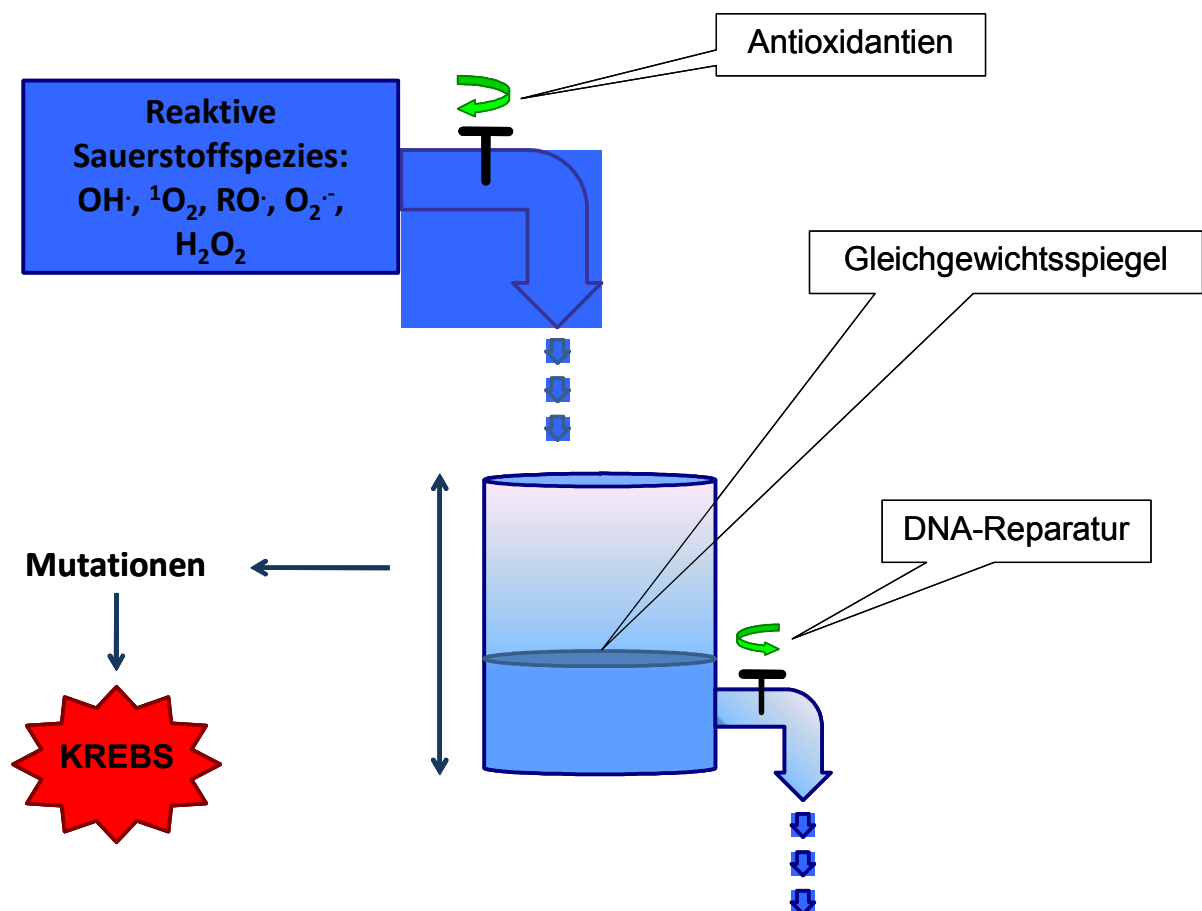 Antioxidantien
Reaktive
Sauerstoffspezies:
OH·, ¹O₂, RO·, O₂·⁻,
H₂O₂
Gleichgewichtsspiegel
DNA-Reparatur
Mutationen
KREBS